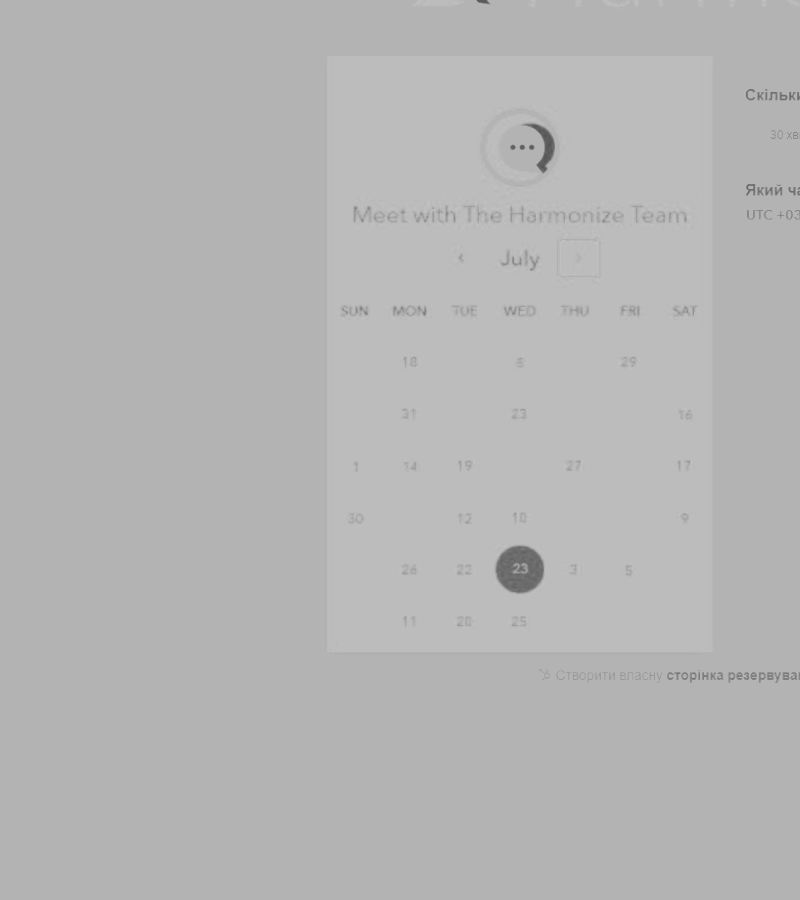 Meet with The Harmonize Team
July
SUN MON TUE WED THU FRI SAT
18 29
31 23 16
1 14 19 27 17
30 12 9
26 22 23 3 5
11 20 25
Скільки
30 хв
Який ча
UTC +03
Створити власну сторінка резервува